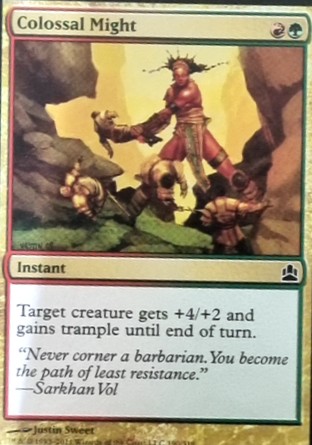 Colossal Might
Instant
Target creature gets +4/+2 and
gains trample until end of turn.
"Never corner a barbarian. You become
the path of least resistance."
—Sarkhan Vol
Justin Sweet